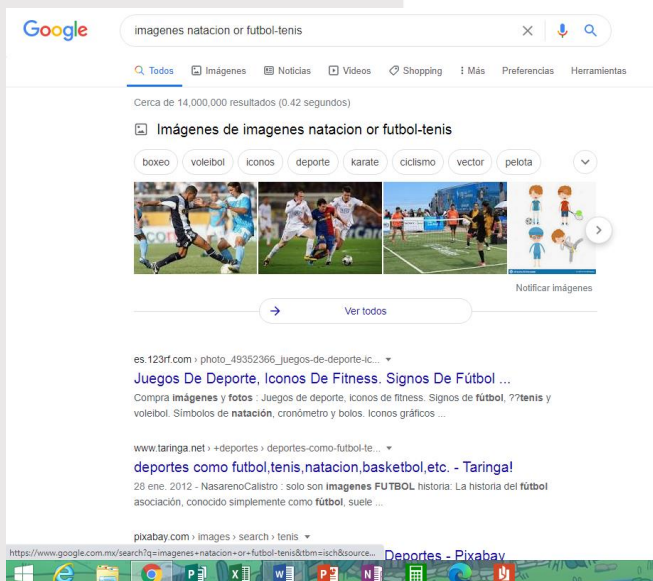 Google
imagenes natacion or futbol-tenis
Todos Imágenes Noticias Videos Shopping Más Preferencias Herramientas
Cerca de 14,000,000 resultados (0.42 segundos)
Imágenes de imagenes natacion or futbol-tenis
boxeo voleibol iconos deporte karate ciclismo vector pelota
Notificar imágenes
Ver todos
es.123rf.com › photo_49352366_juegos-de-deporte-ic...
Juegos De Deporte, Iconos De Fitness. Signos De Fútbol ...
Compra imágenes y fotos : Juegos de deporte, iconos de fitness. Signos de fútbol, ??tenis y
voleibol. Símbolos de natación, cronómetro y bolos. Iconos gráficos ...
www.taringa.net › +deportes › deportes-como-futbol-te...
deportes como futbol,tenis,natacion,basketbol,etc. - Taringa!
28 ene. 2012 - NasarenoCalistro : solo son imagenes FUTBOL historia: La historia del fútbol
asociación, conocido simplemente como fútbol, suele ...
pixabay.com › images › search › tenis
Deportes - Pixabay
https://www.google.com.mx/search?q=imagenes+natacion+or+futbol-tenis&tbm=isch&source...